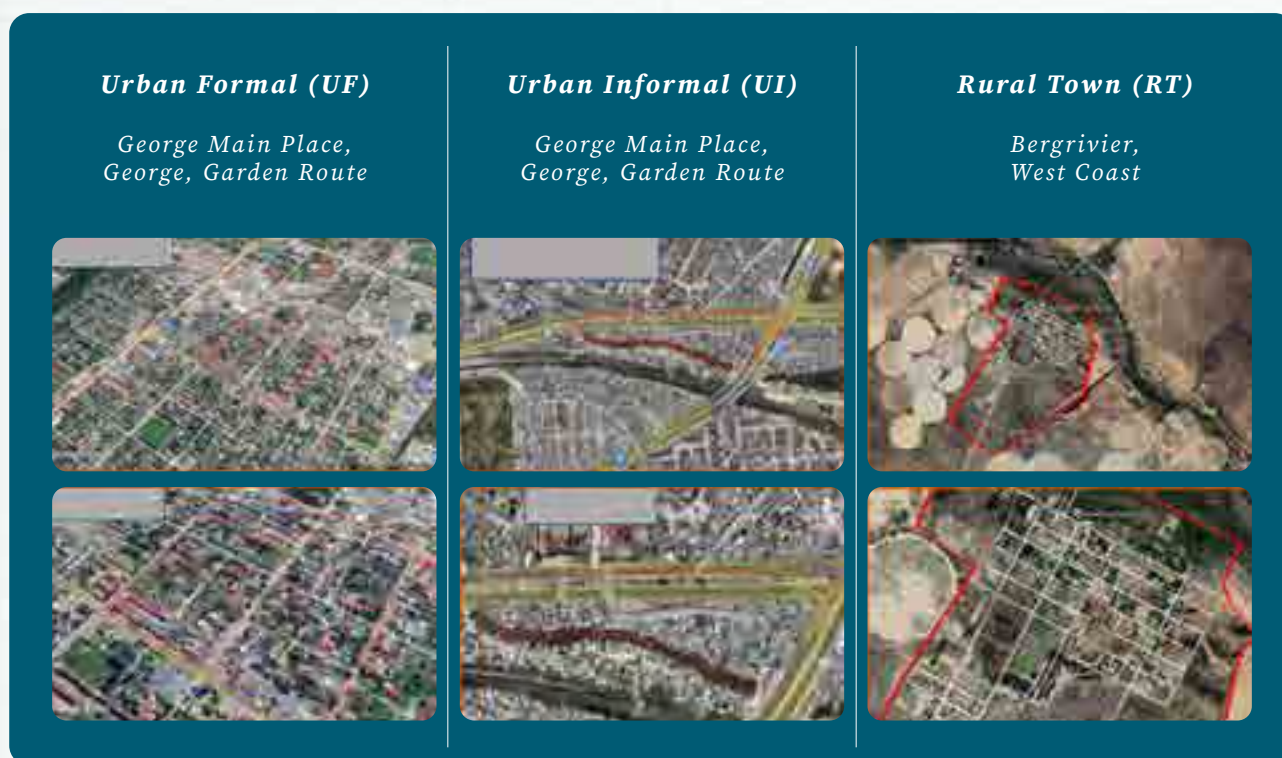 Urban Formal (UF)
George Main Place,
George, Garden Route
Urban Informal (UI)
George Main Place,
George, Garden Route
Rural Town (RT)
Bergrivier,
West Coast